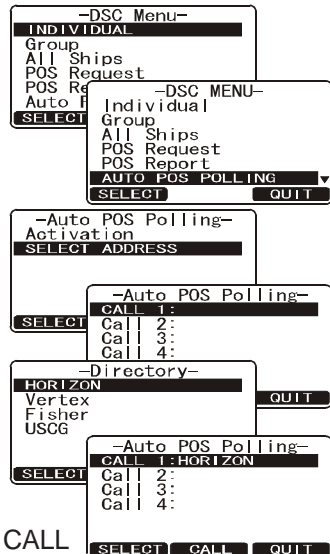 -DSC Menu-
INDIVIDUAL
Group
All Ships
POS Request
POS Re
Auto
SELECT
-DSC MENU-
Individual
Group
All Ships
POS Request
POS Report
AUTO POS POLLING
SELECT QUIT
-Auto POS Polling-
Activation
SELECT ADDRESS
SELECT
-Auto POS Polling-
CALL 1:
Call 2:
Call 3:
Call 4:
QUIT
-Directory-
HORIZON
Vertex
Fisher
USCG
SELECT
-Auto POS Polling-
CALL 1:HORIZON
Call 2:
Call 3:
Call 4:
SELECT CALL QUIT
CALL